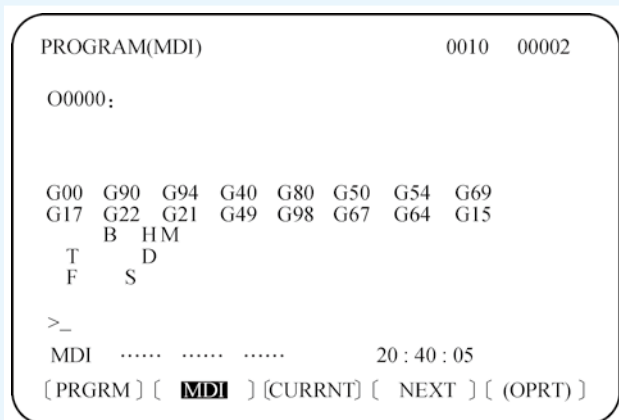 PROGRAM(MDI) 0010 00002
O0000：
G00 G90 G94 G40 G80 G50 G54 G69
G17 G22 G21 G49 G98 G67 G64 G15
B H M
T D
F S
>_
MDI ······ ······ ······ 20 : 40 : 05
〔PRGRM〕〔 MDI 〕〔CURRNT〕〔 NEXT 〕〔 (OPRT) 〕